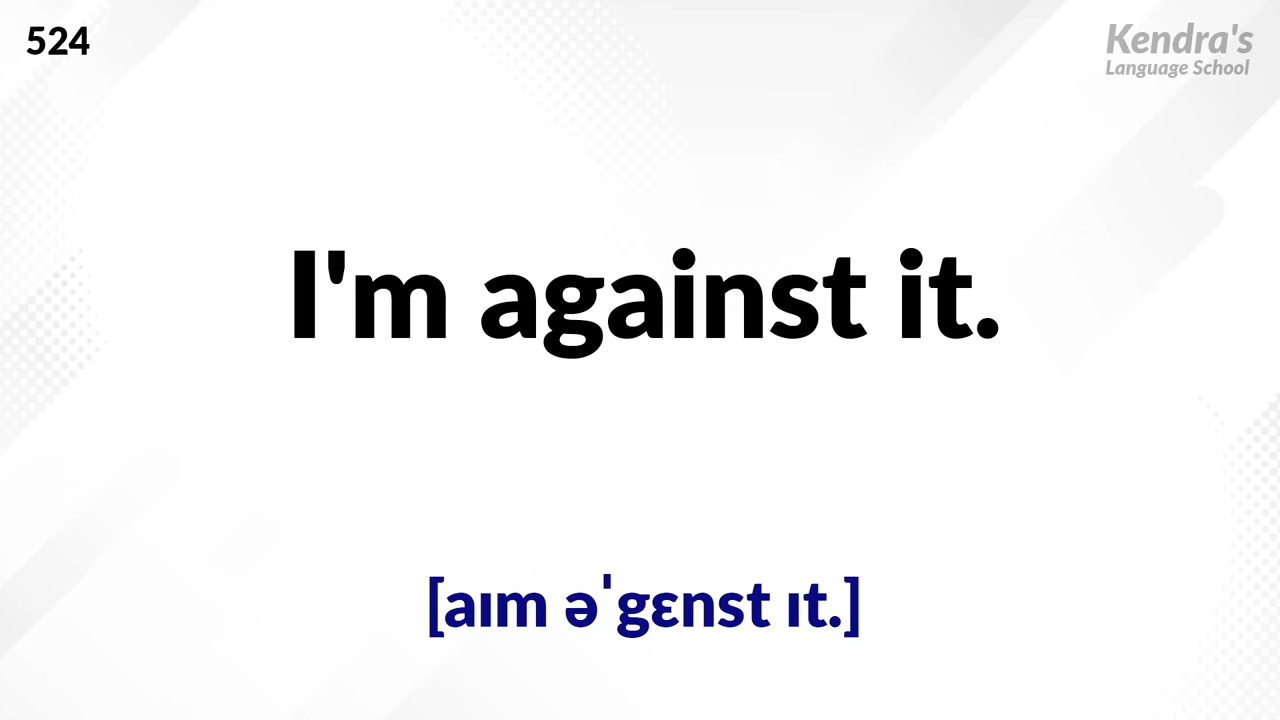 524
Kendra's
Language School
I'm against it.
[aɪm əˈgɛnst ɪt.]